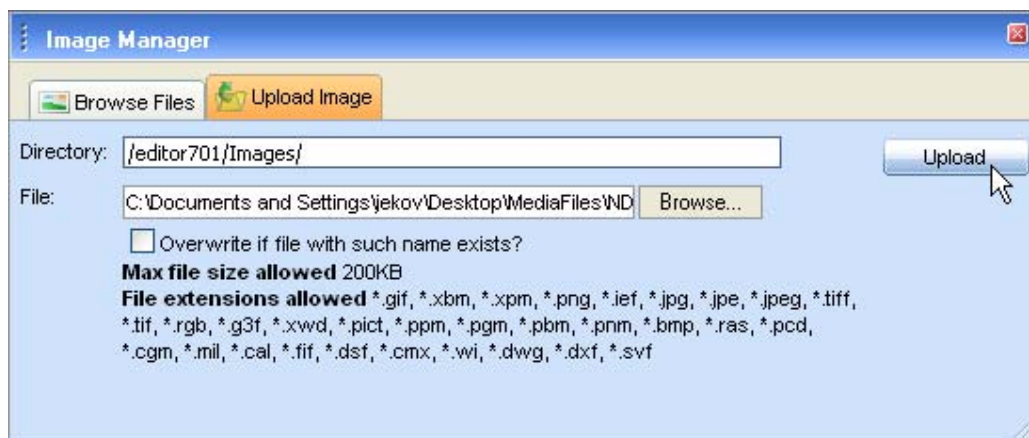 Image Manager
Browse Files
Upload Image
Directory:
/editor701/Images/
Upload
File:
C:\Documents and Settings\jekov\Desktop\MediaFiles\ND
Browse...
Overwrite if file with such name exists?
Max file size allowed 200KB
File extensions allowed *.gif, *.xbm, *.xpm, *.png, *.ief, *.jpg, *.jpe, *.jpeg, *.tiff,
*.tif, *.rgb, *.g3f, *.xwd, *.pict, *.ppm, *.pgm, *.pbm, *.pnm, *.bmp, *.ras, *.pcd,
*.cgm, *.mil, *.cal, *.fif, *.dsf, *.cmx, *.wi, *.dwg, *.dxf, *.svf